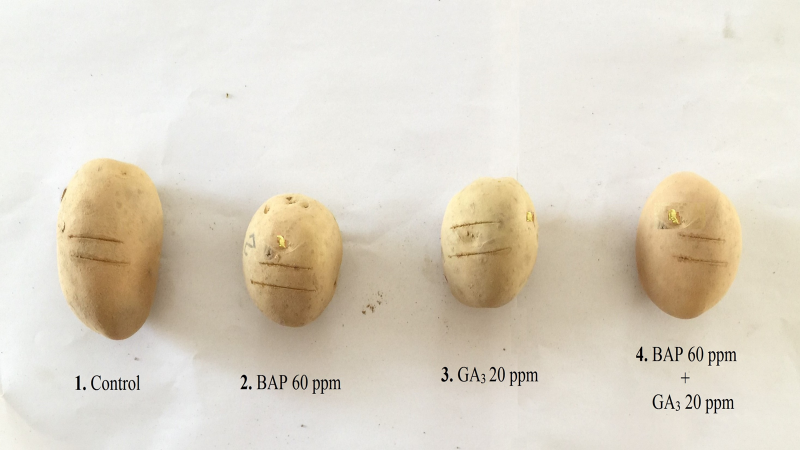 1. Control
2. BAP 60 ppm
3. GA₃ 20 ppm
4. BAP 60 ppm
+
GA₃ 20 ppm